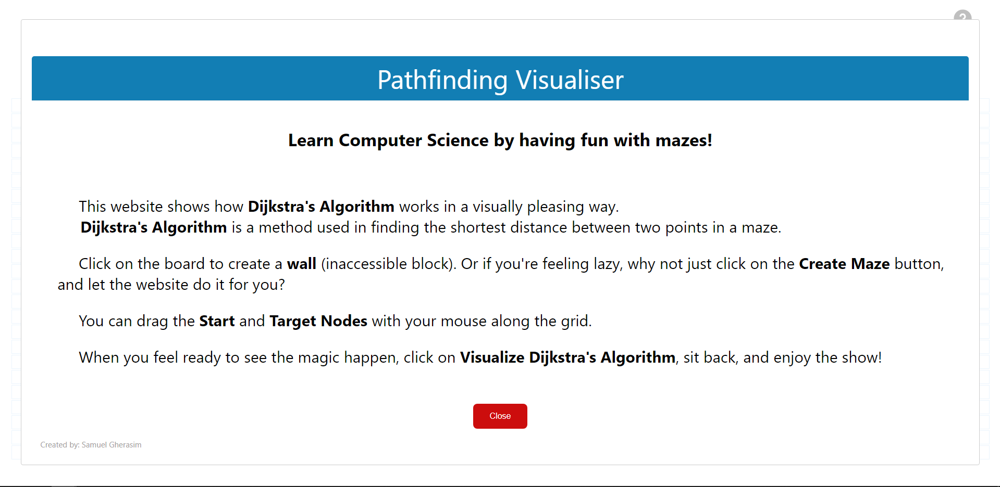 ?
Pathfinding Visualiser
Learn Computer Science by having fun with mazes!
This website shows how Dijkstra's Algorithm works in a visually pleasing way.
Dijkstra's Algorithm is a method used in finding the shortest distance between two points in a maze.
Click on the board to create a wall (inaccessible block). Or if you're feeling lazy, why not just click on the Create Maze button,
and let the website do it for you?
You can drag the Start and Target Nodes with your mouse along the grid.
When you feel ready to see the magic happen, click on Visualize Dijkstra's Algorithm, sit back, and enjoy the show!
Close
Created by: Samuel Gherasim